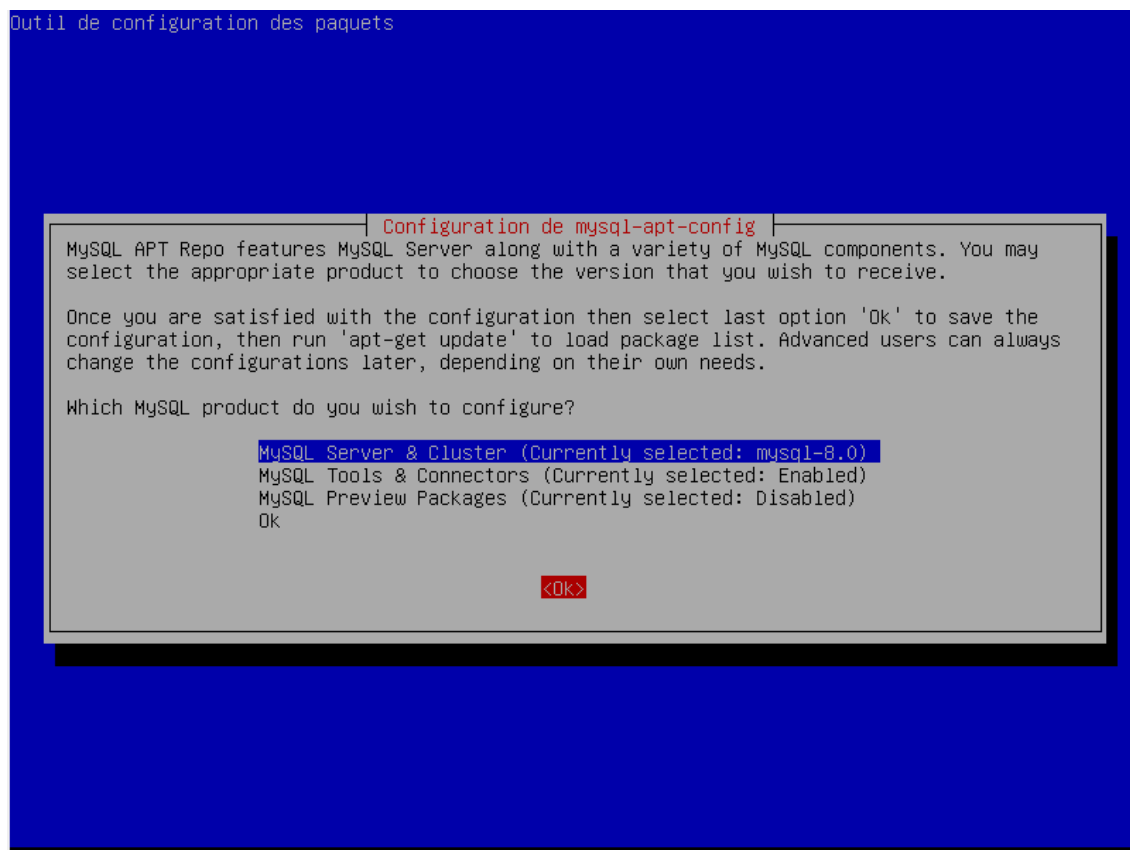 Outil de configuration des paquets
Configuration de mysql-apt-config
MySQL APT Repo features MySQL Server along with a variety of MySQL components. You may
select the appropriate product to choose the version that you wish to receive.
Once you are satisfied with the configuration then select last option 'Ok' to save the
configuration, then run 'apt-get update' to load package list. Advanced users can always
change the configurations later, depending on their own needs.
Which MySQL product do you wish to configure?
MySQL Server & Cluster (Currently selected: mysql-8.0)
MySQL Tools & Connectors (Currently selected: Enabled)
MySQL Preview Packages (Currently selected: Disabled)
Ok
<Ok>